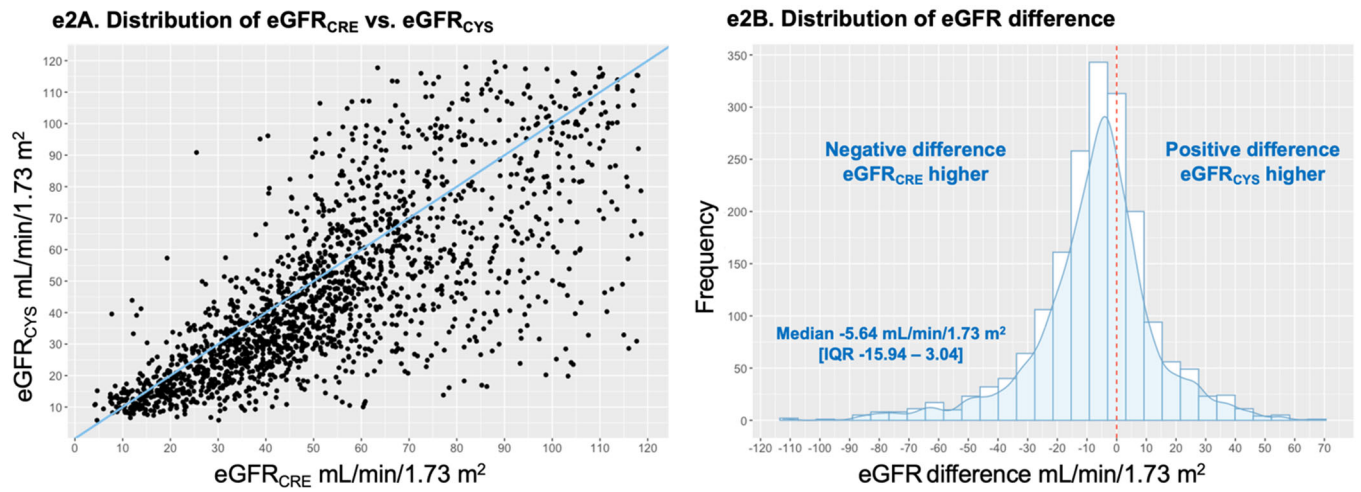 e2A. Distribution of eGFRCRE vs. eGFRCYS
eGFRCYS mL/min/1.73 m²
120
110
100
90
80
70
60
50
40
30
20
10
0 10 20 30 40 50 60 70 80 90 100 110 120
eGFRCRE mL/min/1.73 m²
e2B. Distribution of eGFR difference
Frequency
350
300
250
200
150
100
50
0
Negative difference
eGFRCRE higher
Positive difference
eGFRCYS higher
Median -5.64 mL/min/1.73 m²
[IQR -15.94 – 3.04]
-120 -110 -100 -90 -80 -70 -60 -50 -40 -30 -20 -10 0 10 20 30 40 50 60 70
eGFR difference mL/min/1.73 m²